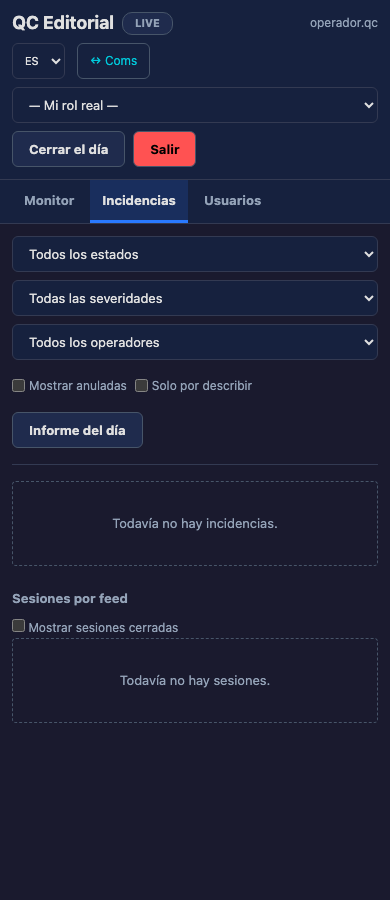 QC Editorial LIVE operador.qc
ES ↔ Coms
— Mi rol real —
Cerrar el día Salir
Monitor Incidencias Usuarios
Todos los estados
Todas las severidades
Todos los operadores
Mostrar anuladas Solo por describir
Informe del día
Todavía no hay incidencias.
Sesiones por feed
Mostrar sesiones cerradas
Todavía no hay sesiones.